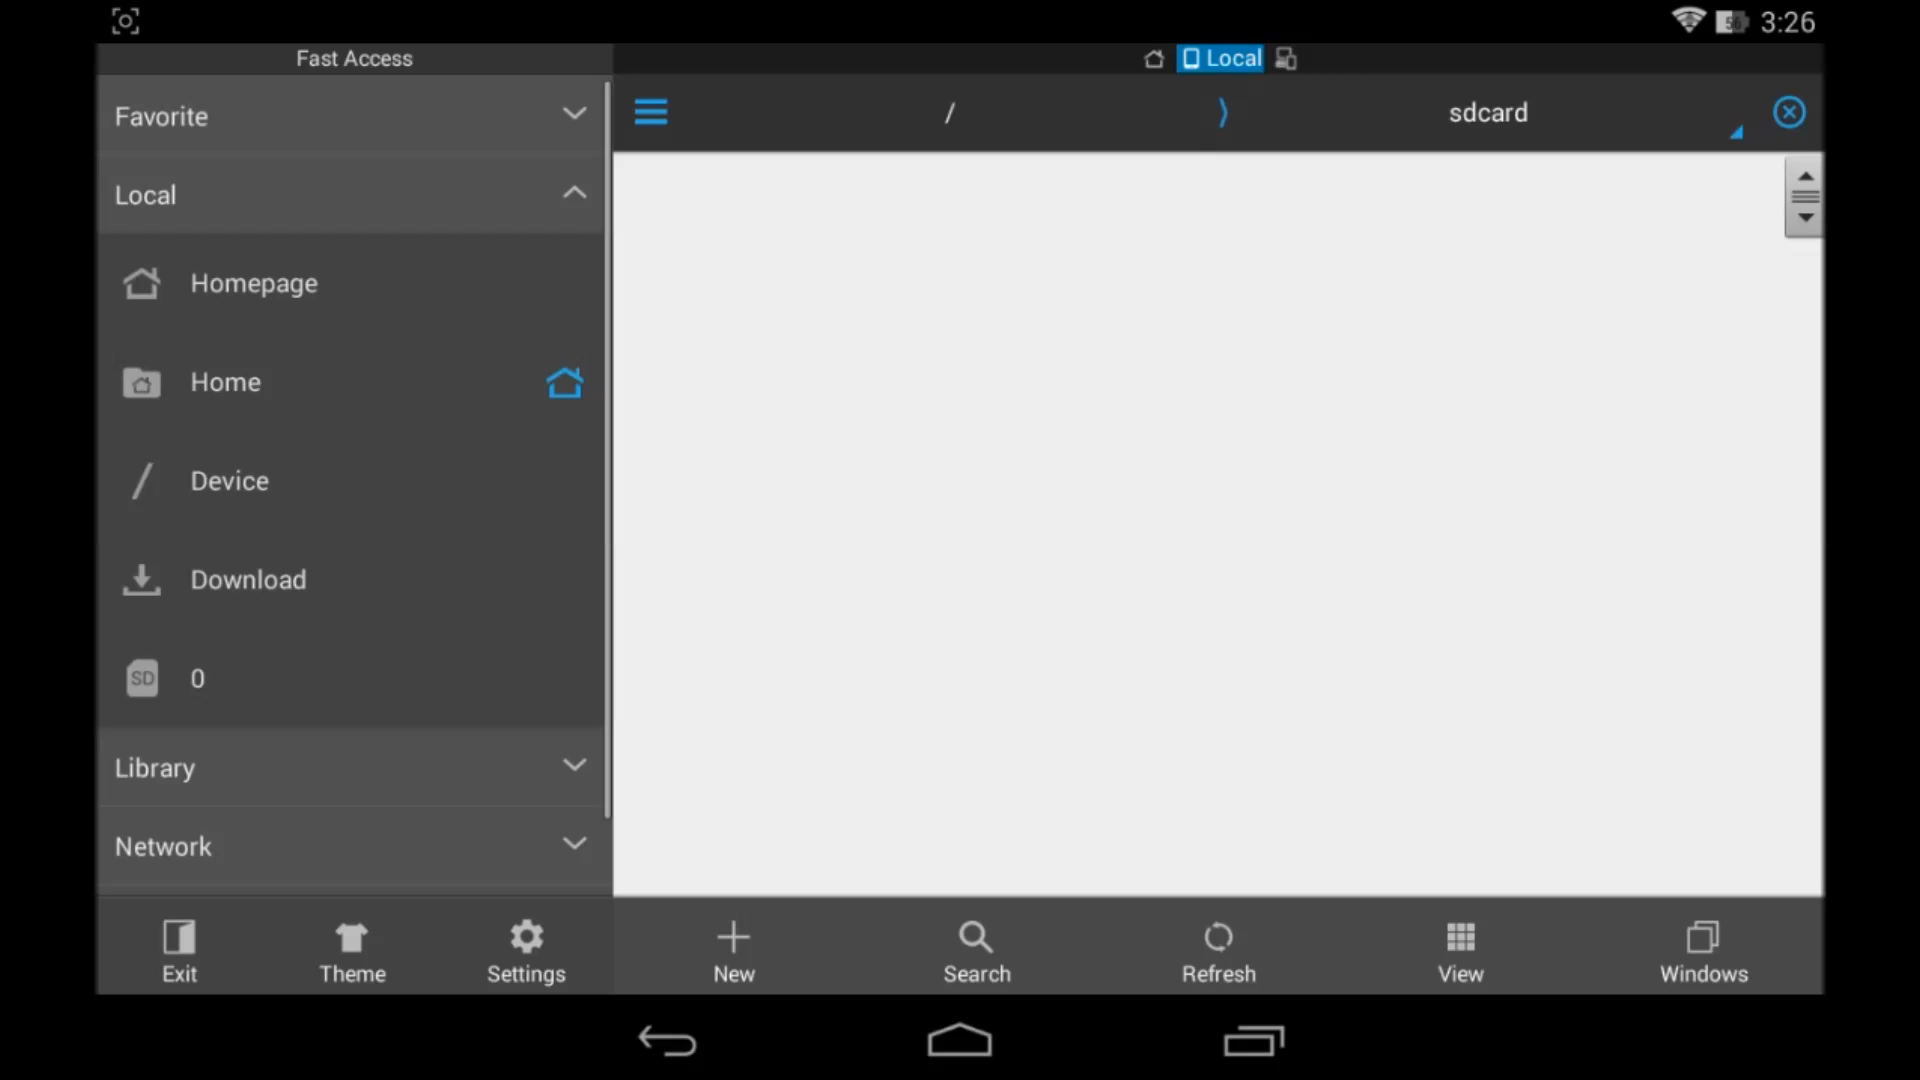 3:26
Fast Access
Local
Favorite
/
sdcard
Local
Homepage
Home
Device
Download
SD 0
Library
Network
Exit
Theme
Settings
New
Search
Refresh
View
Windows